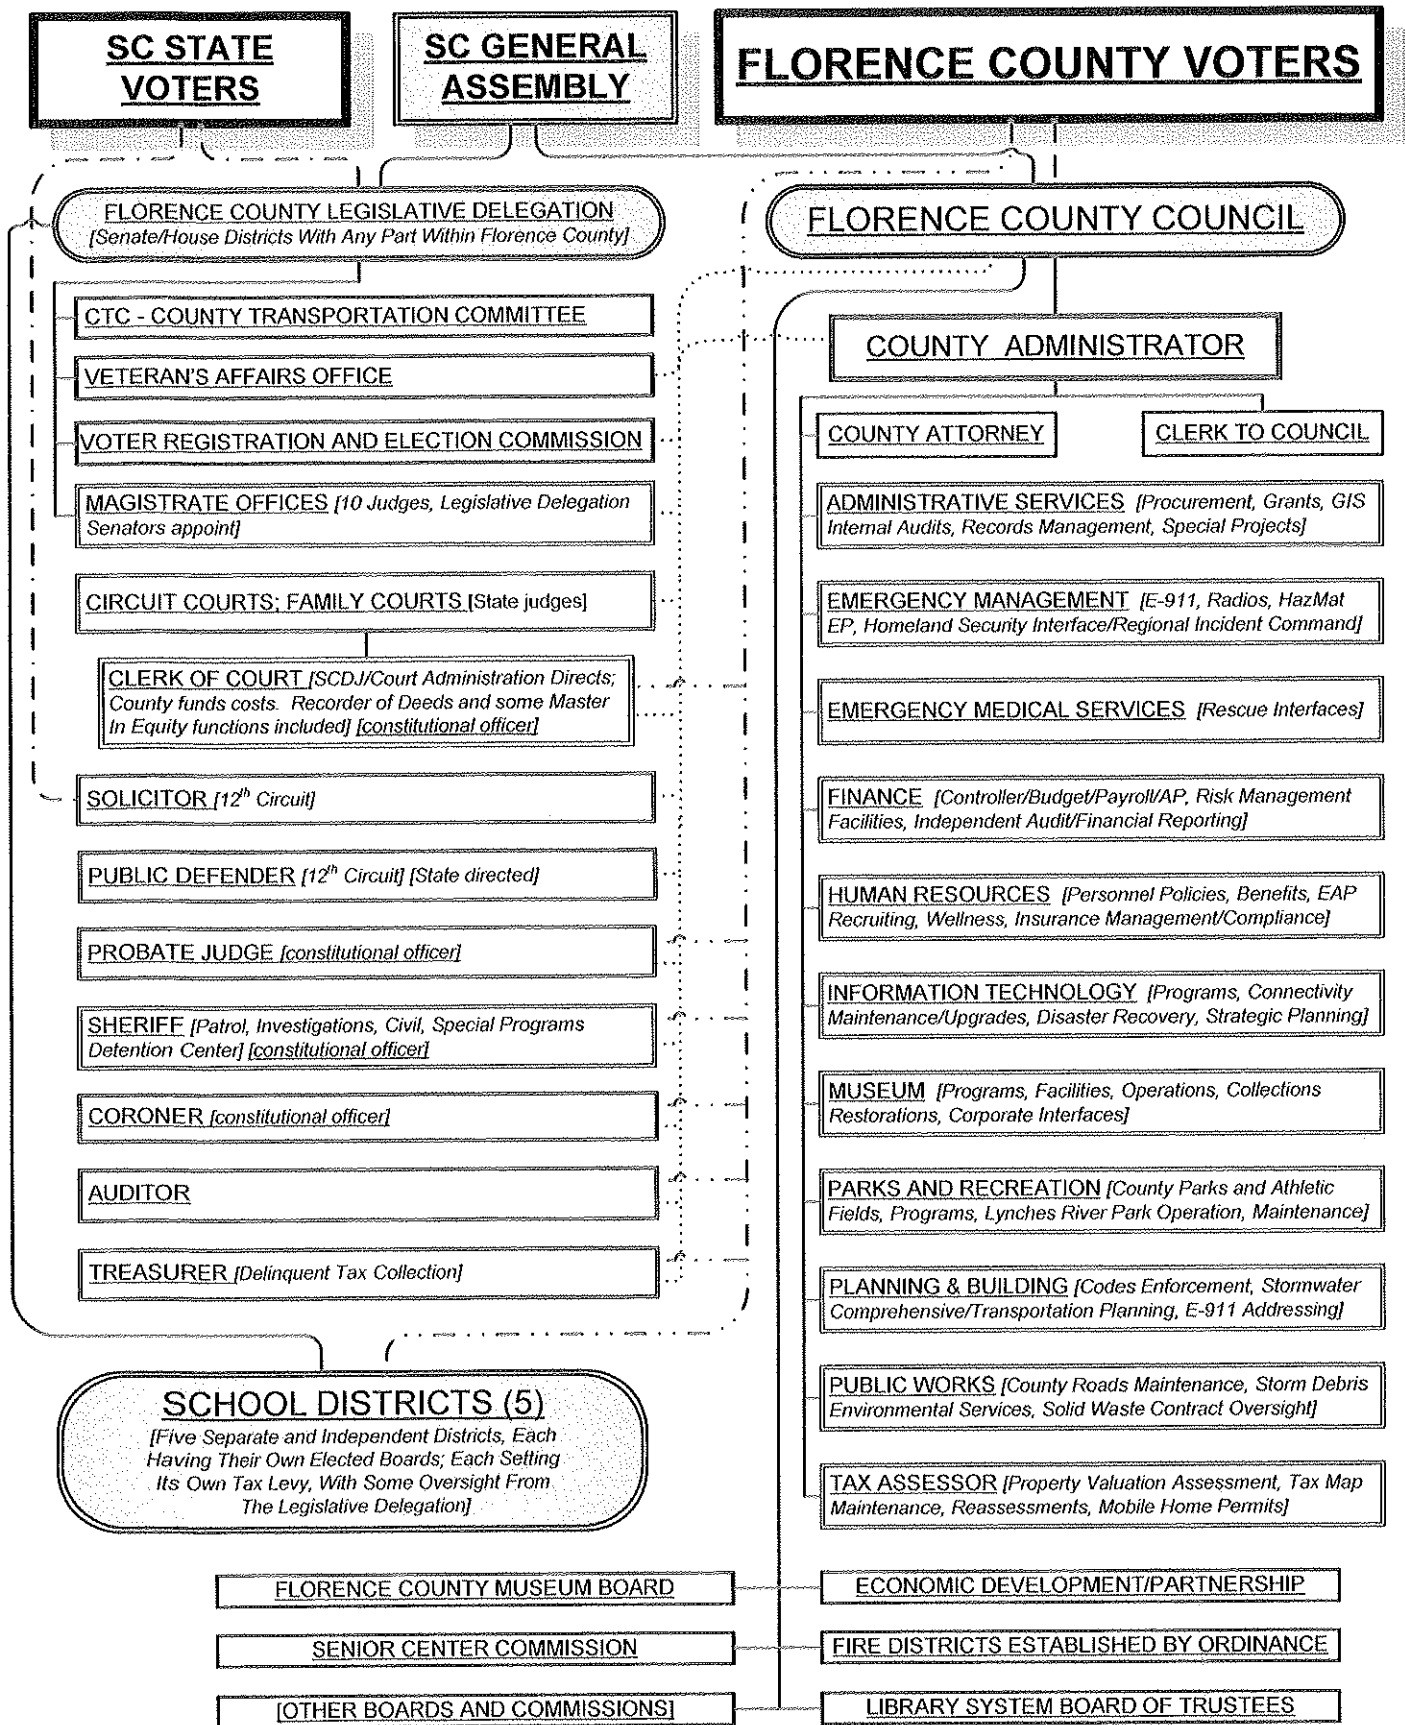 SC STATE
VOTERS
SC GENERAL
ASSEMBLY
FLORENCE COUNTY VOTERS
FLORENCE COUNTY LEGISLATIVE DELEGATION
[Senate/House Districts With Any Part Within Florence County]
FLORENCE COUNTY COUNCIL
CTC - COUNTY TRANSPORTATION COMMITTEE
VETERAN'S AFFAIRS OFFICE
VOTER REGISTRATION AND ELECTION COMMISSION
MAGISTRATE OFFICES [10 Judges, Legislative Delegation
Senators appoint]
CIRCUIT COURTS; FAMILY COURTS [State judges]
CLERK OF COURT [SCDJ/Court Administration Directs;
County funds costs. Recorder of Deeds and some Master
In Equity functions included] [constitutional officer]
SOLICITOR [12th Circuit]
PUBLIC DEFENDER [12th Circuit] [State directed]
PROBATE JUDGE [constitutional officer]
SHERIFF [Patrol, Investigations, Civil, Special Programs
Detention Center] [constitutional officer]
CORONER [constitutional officer]
AUDITOR
TREASURER [Delinquent Tax Collection]
SCHOOL DISTRICTS (5)
[Five Separate and Independent Districts, Each
Having Their Own Elected Boards; Each Setting
Its Own Tax Levy, With Some Oversight From
The Legislative Delegation]
COUNTY ADMINISTRATOR
COUNTY ATTORNEY
CLERK TO COUNCIL
ADMINISTRATIVE SERVICES [Procurement, Grants, GIS
Internal Audits, Records Management, Special Projects]
EMERGENCY MANAGEMENT [E-911, Radios, HazMat
EP, Homeland Security Interface/Regional Incident Command]
EMERGENCY MEDICAL SERVICES [Rescue Interfaces]
FINANCE [Controller/Budget/Payroll/AP, Risk Management
Facilities, Independent Audit/Financial Reporting]
HUMAN RESOURCES [Personnel Policies, Benefits, EAP
Recruiting, Wellness, Insurance Management/Compliance]
INFORMATION TECHNOLOGY [Programs, Connectivity
Maintenance/Upgrades, Disaster Recovery, Strategic Planning]
MUSEUM [Programs, Facilities, Operations, Collections
Restorations, Corporate Interfaces]
PARKS AND RECREATION [County Parks and Athletic
Fields, Programs, Lynches River Park Operation, Maintenance]
PLANNING & BUILDING [Codes Enforcement, Stormwater
Comprehensive/Transportation Planning, E-911 Addressing]
PUBLIC WORKS [County Roads Maintenance, Storm Debris
Environmental Services, Solid Waste Contract Oversight]
TAX ASSESSOR [Property Valuation Assessment, Tax Map
Maintenance, Reassessments, Mobile Home Permits]
FLORENCE COUNTY MUSEUM BOARD
ECONOMIC DEVELOPMENT/PARTNERSHIP
SENIOR CENTER COMMISSION
FIRE DISTRICTS ESTABLISHED BY ORDINANCE
[OTHER BOARDS AND COMMISSIONS]
LIBRARY SYSTEM BOARD OF TRUSTEES